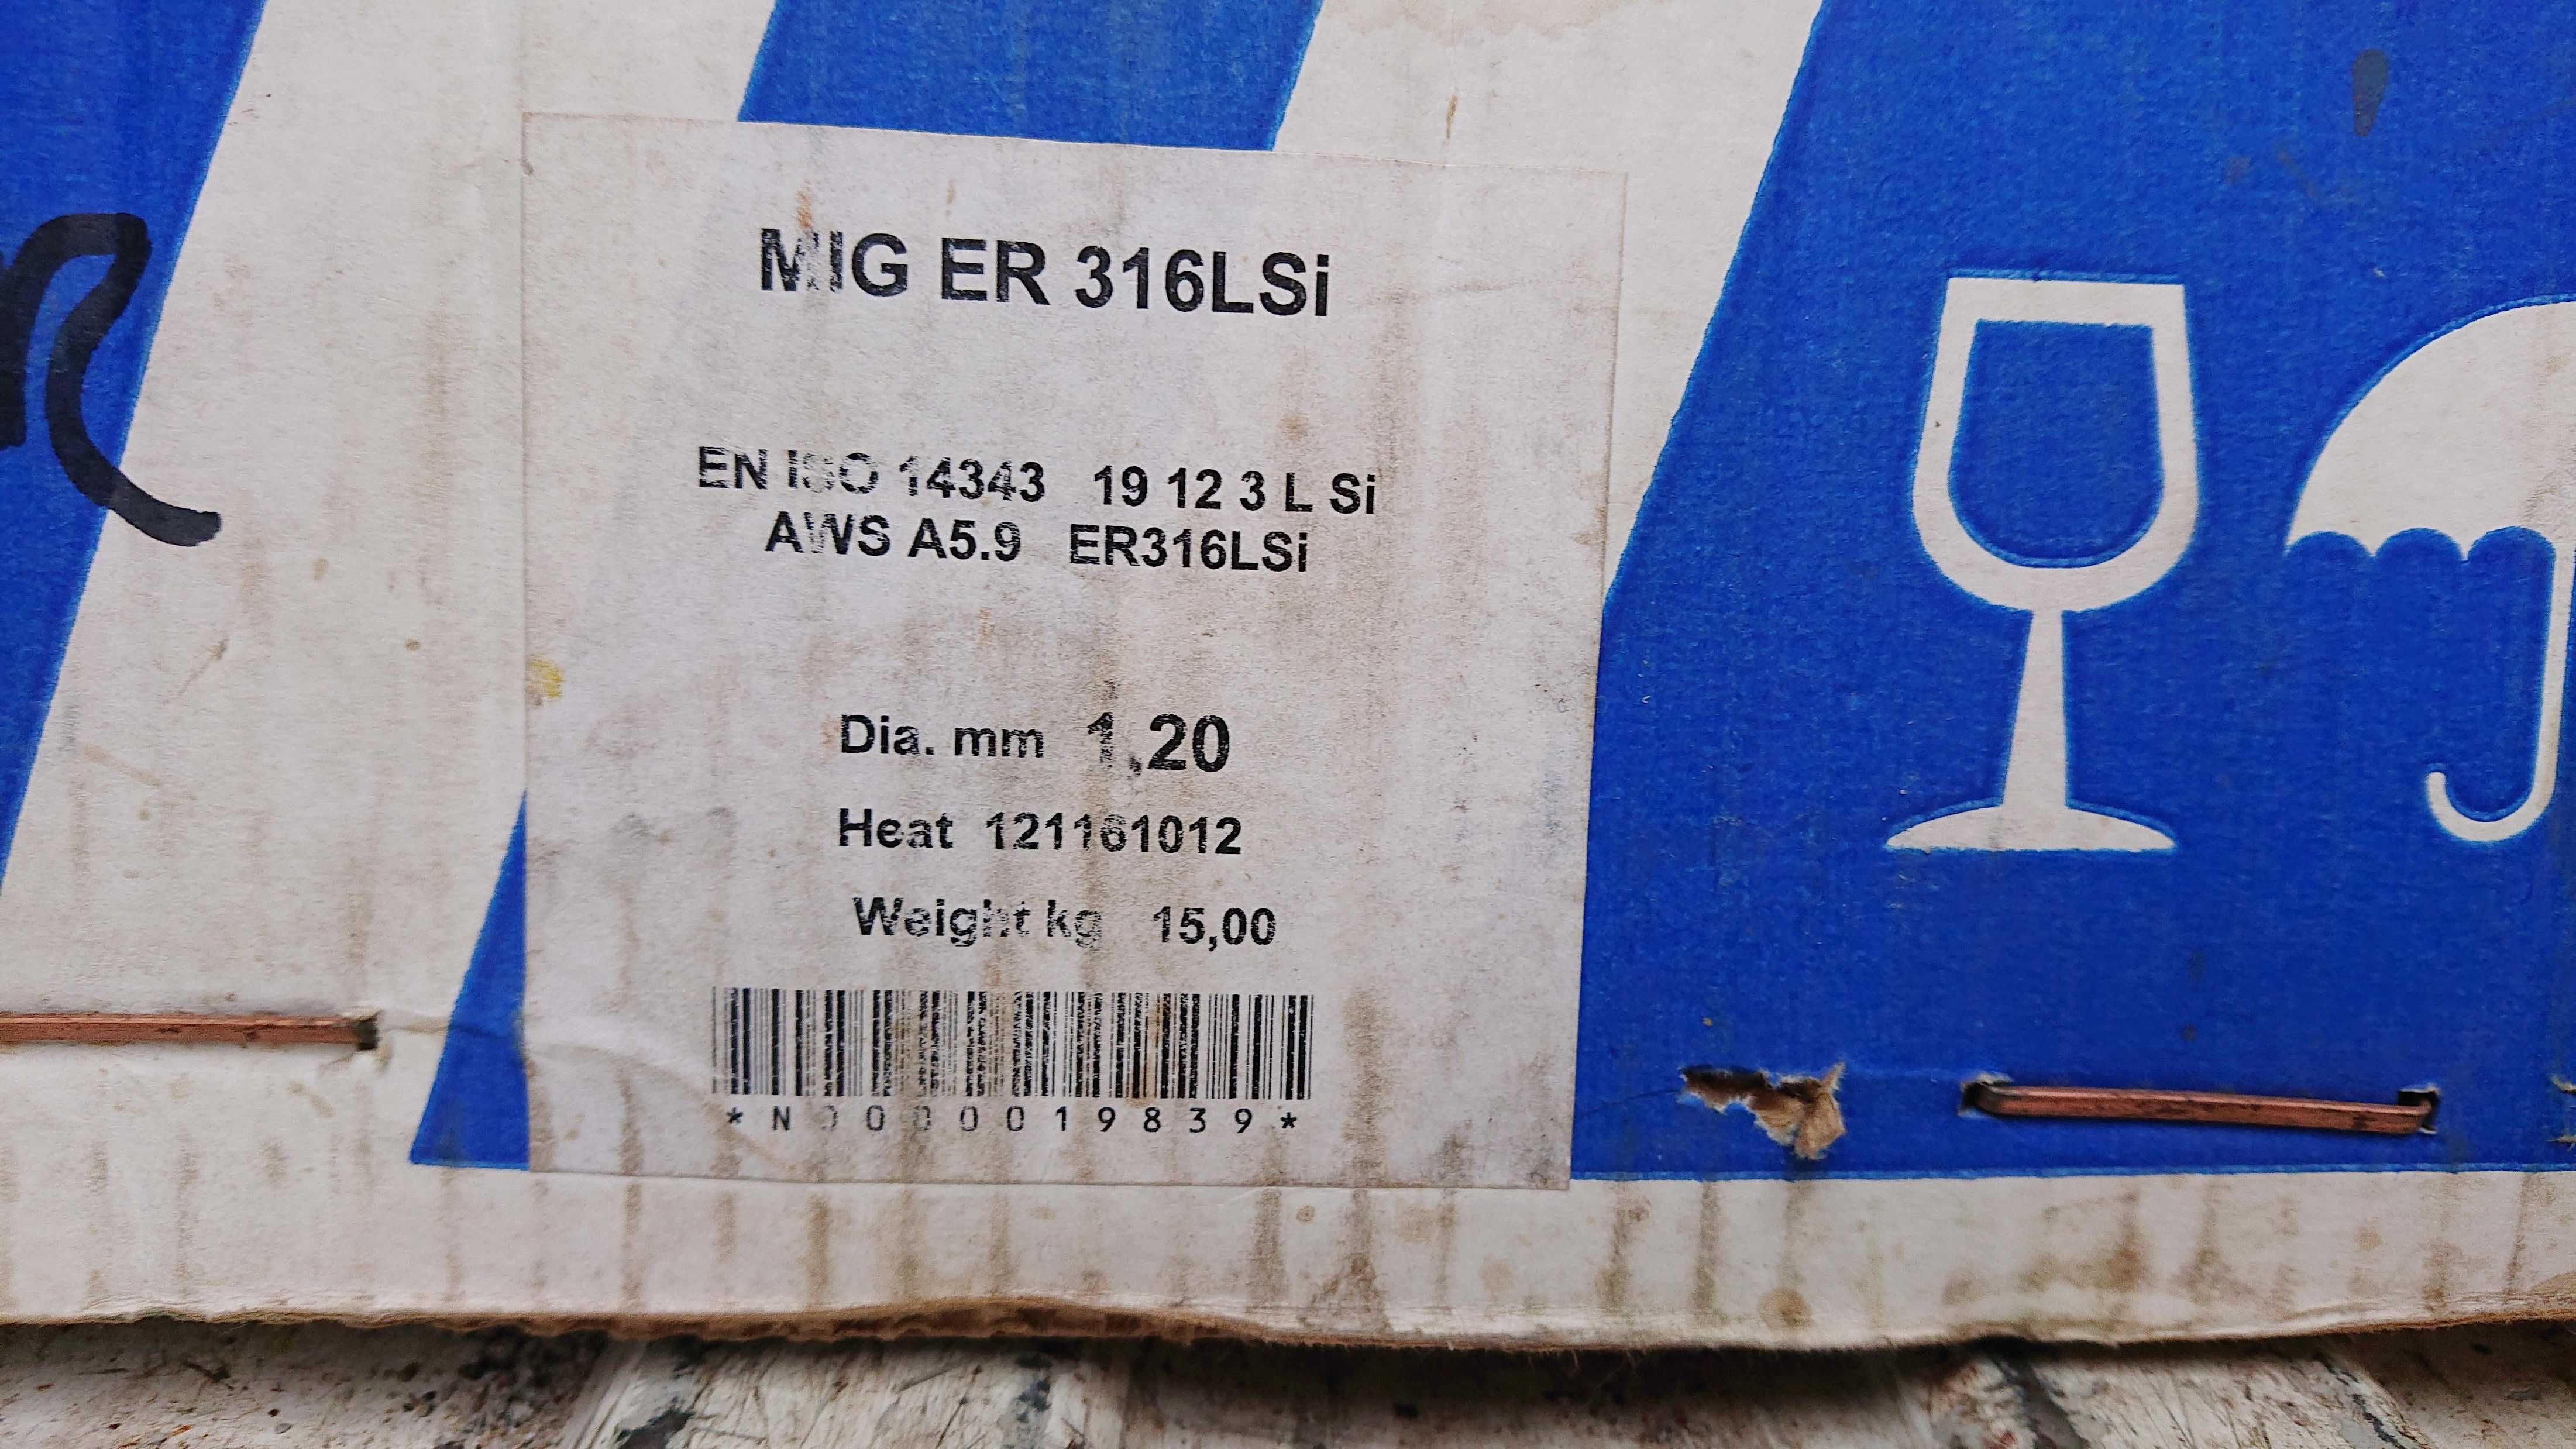 MIG ER 316LSi
EN ISO 14343 19 12 3 L Si
AWS A5.9 ER316LSi
Dia. mm 1,20
Heat 121161012
Weight kg 15,00
*N0000019839*